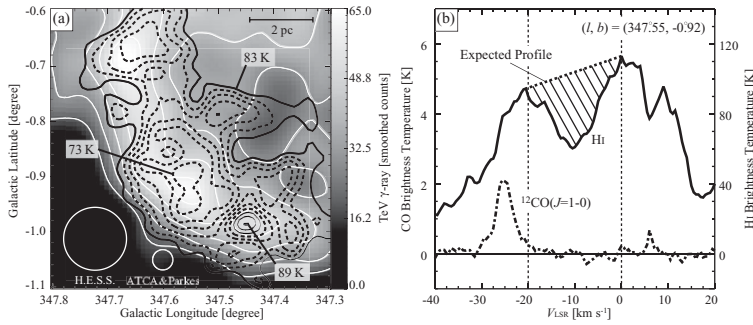 (a)
2 pc
83 K
73 K
89 K
H.E.S.S.
ATCA&Parkes
-0.6
-0.7
-0.8
-0.9
-1.0
-1.1
Galactic Latitude [degree]
347.8
347.7
347.6
347.5
347.4
347.3
Galactic Longitude [degree]
65.0
48.8
32.5
16.2
0.0
TeV γ-ray [smoothed counts]
(b)
(l, b) = (347.°55, -0.°92)
Expected Profile
HI
¹²CO(J=1-0)
6
4
2
0
CO Brightness Temperature [K]
120
80
40
0
HI Brightness Temperature [K]
-40
-30
-20
-10
0
10
20
VLSR [km s⁻¹]